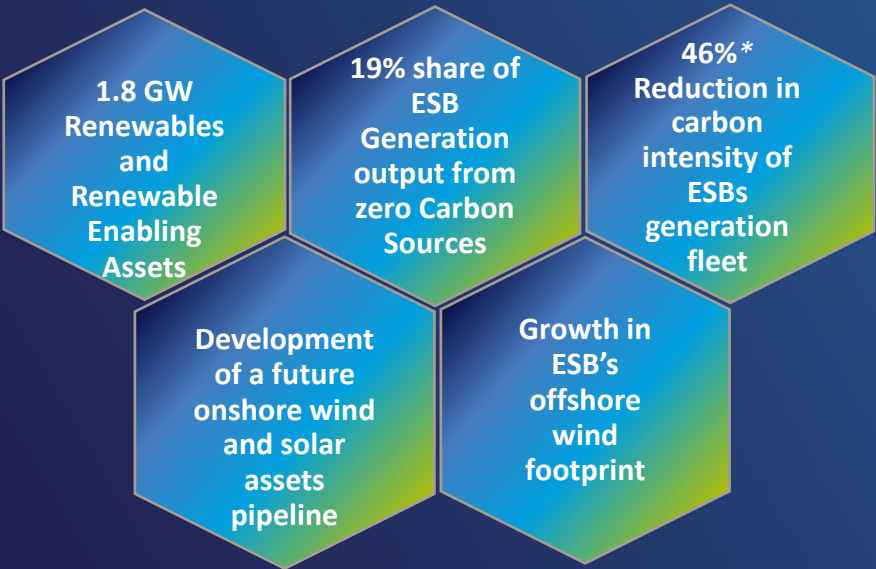 1.8 GW
Renewables
and
Renewable
Enabling
Assets
19% share of
ESB
Generation
output from
zero Carbon
Sources
46%*
Reduction in
carbon
intensity of
ESBs
generation
fleet
Development
of a future
onshore wind
and solar
assets
pipeline
Growth in
ESB’s
offshore
wind
footprint